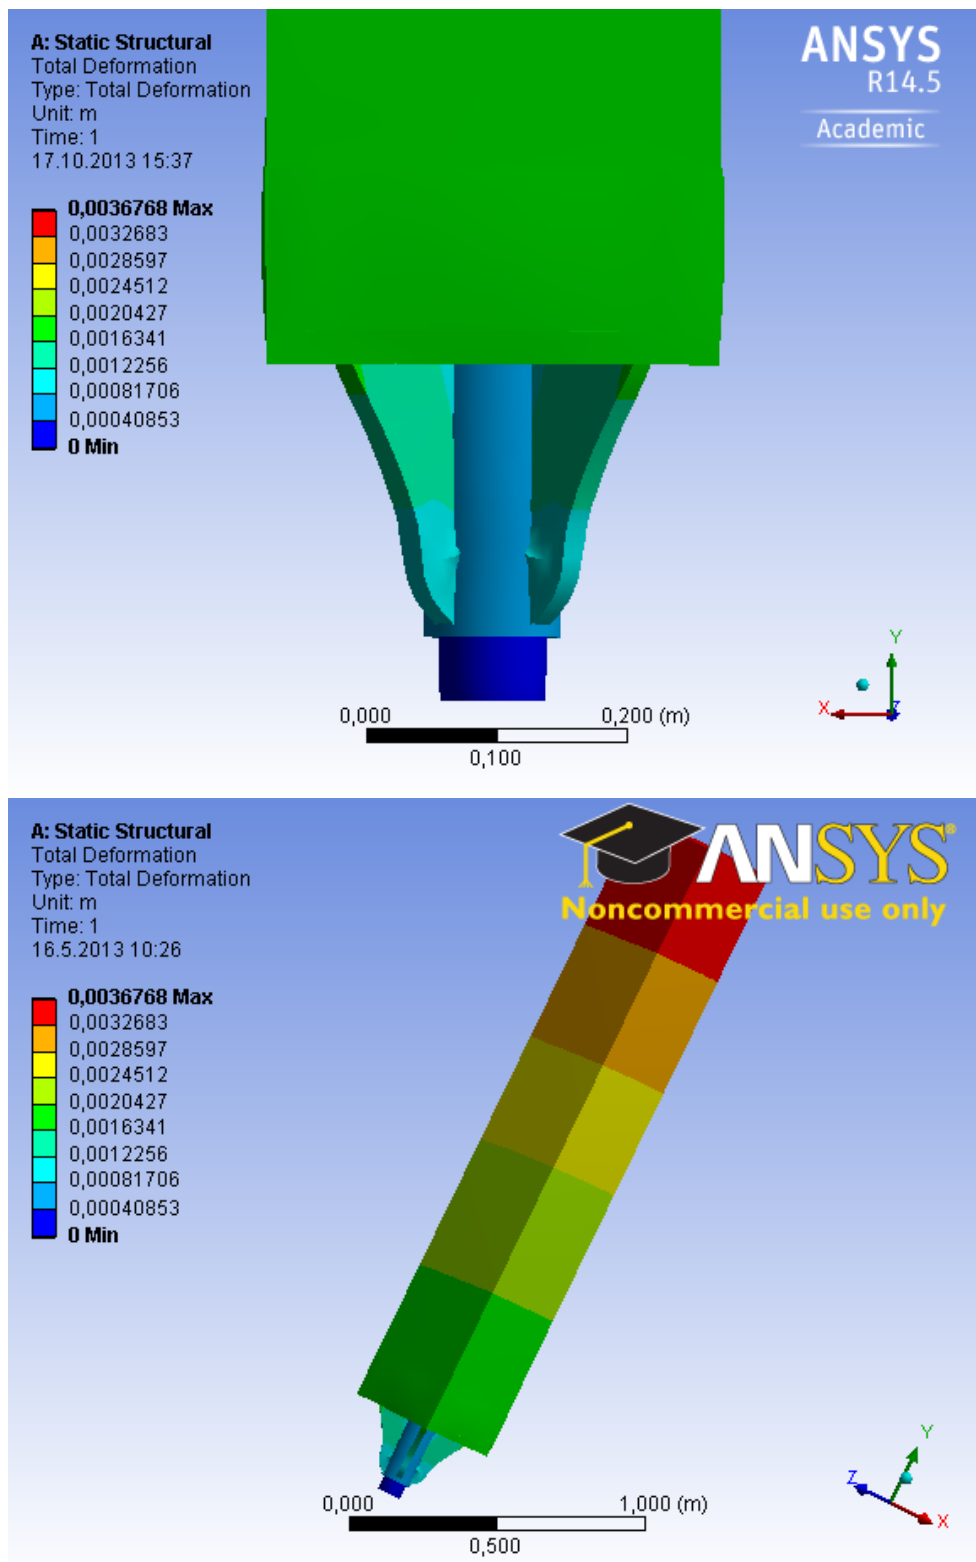 A: Static Structural
Total Deformation
Type: Total Deformation
Unit: m
Time: 1
17.10.2013 15:37
ANSYS
R14.5
Academic
0,0036768 Max
0,0032683
0,0028597
0,0024512
0,0020427
0,0016341
0,0012256
0,00081706
0,00040853
0 Min
Y
X
Z
0,000
0,200 (m)
0,100
A: Static Structural
Total Deformation
Type: Total Deformation
Unit: m
Time: 1
16.5.2013 10:26
ANSYS®
Noncommercial use only
0,0036768 Max
0,0032683
0,0028597
0,0024512
0,0020427
0,0016341
0,0012256
0,00081706
0,00040853
0 Min
Y
Z
X
0,000
1,000 (m)
0,500